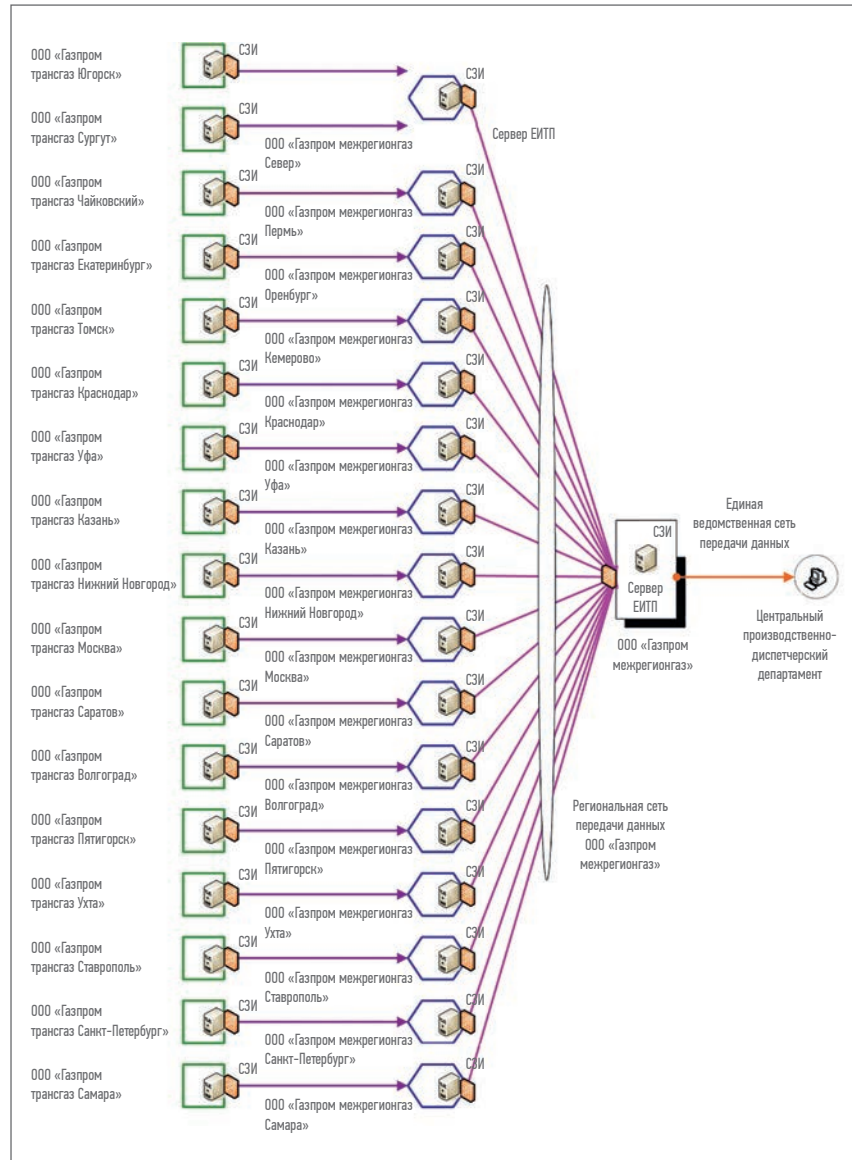 СЗИ
ООО «Газпром
трансгаз Югорск»
СЗИ
Сервер ЕИТП
СЗИ
ООО «Газпром
трансгаз Сургут»
ООО «Газпром межрегионгаз
Север»
СЗИ
СЗИ
ООО «Газпром
трансгаз Чайковский»
ООО «Газпром межрегионгаз
Пермь»
СЗИ
СЗИ
ООО «Газпром
трансгаз Екатеринбург»
ООО «Газпром межрегионгаз
Оренбург»
СЗИ
СЗИ
ООО «Газпром
трансгаз Томск»
ООО «Газпром межрегионгаз
Кемерово»
СЗИ
СЗИ
ООО «Газпром
трансгаз Краснодар»
ООО «Газпром межрегионгаз
Краснодар»
СЗИ
СЗИ
ООО «Газпром
трансгаз Уфа»
ООО «Газпром межрегионгаз
Уфа»
СЗИ
СЗИ
ООО «Газпром
трансгаз Казань»
ООО «Газпром межрегионгаз
Казань»
СЗИ
СЗИ
ООО «Газпром
трансгаз Нижний Новгород»
ООО «Газпром межрегионгаз
Нижний Новгород»
СЗИ
СЗИ
ООО «Газпром
трансгаз Москва»
ООО «Газпром межрегионгаз
Москва»
СЗИ
СЗИ
ООО «Газпром
трансгаз Саратов»
ООО «Газпром межрегионгаз
Саратов»
СЗИ
СЗИ
ООО «Газпром
трансгаз Волгоград»
ООО «Газпром межрегионгаз
Волгоград»
СЗИ
СЗИ
ООО «Газпром
трансгаз Пятигорск»
ООО «Газпром межрегионгаз
Пятигорск»
СЗИ
СЗИ
ООО «Газпром
трансгаз Ухта»
ООО «Газпром межрегионгаз
Ухта»
СЗИ
СЗИ
ООО «Газпром
трансгаз Ставрополь»
ООО «Газпром межрегионгаз
Ставрополь»
СЗИ
СЗИ
ООО «Газпром
трансгаз Санкт-Петербург»
ООО «Газпром межрегионгаз
Санкт-Петербург»
СЗИ
СЗИ
ООО «Газпром
трансгаз Самара»
ООО «Газпром межрегионгаз
Самара»
Региональная сеть
передачи данных
ООО «Газпром
межрегионгаз»
СЗИ
Сервер
ЕИТП
ООО «Газпром
межрегионгаз»
Единая
ведомственная сеть
передачи данных
Центральный
производственно-
диспетчерский
департамент